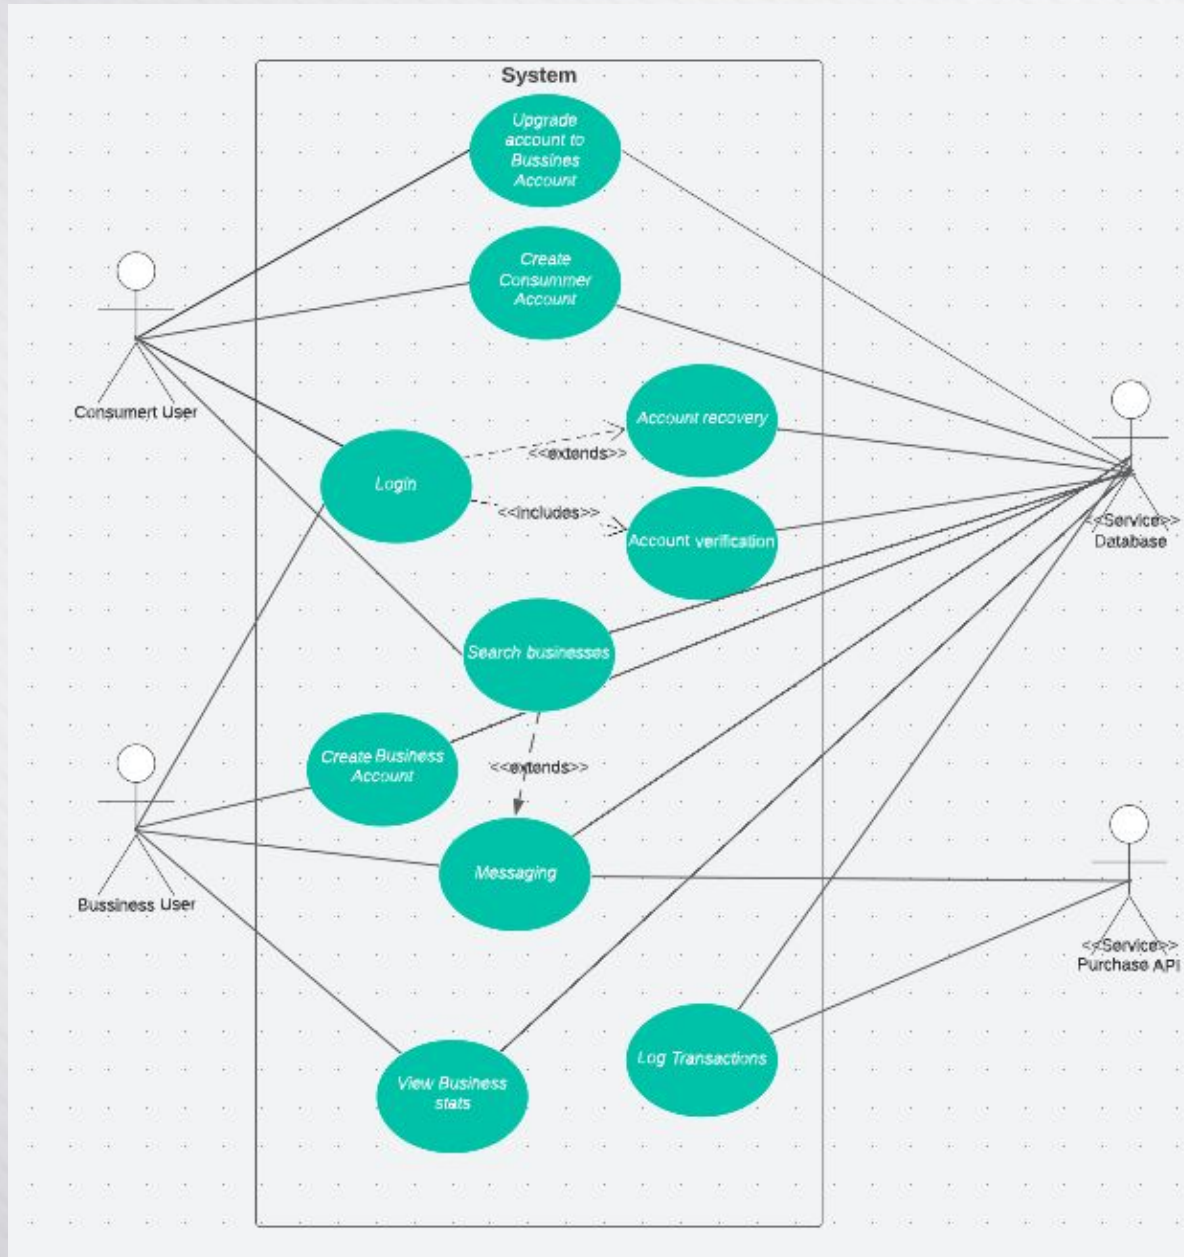 System
Upgrade
account to
Bussines
Account
Create
Consummer
Account
Consumert User
Account recovery
<<extends>>
Login
<<includes>>
Account verification
<<Service>>
Database
Search businesses
Create Business
Account
<<extends>>
Messaging
Bussiness User
<<Service>>
Purchase API
Log Transactions
View Business
stats